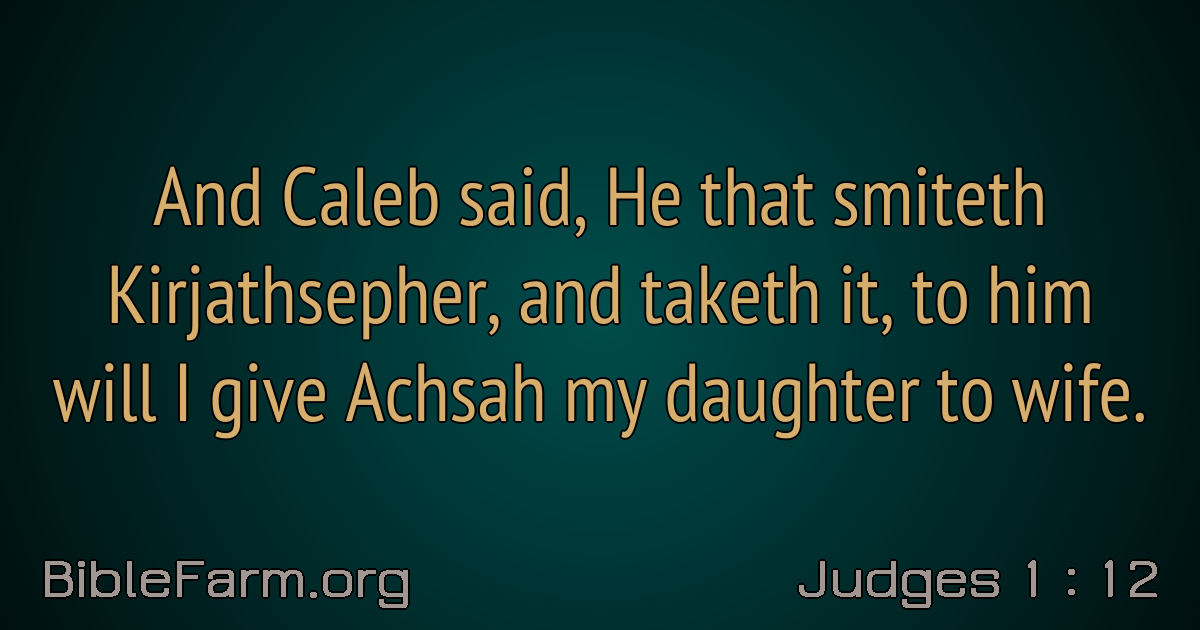 And Caleb said, He that smiteth
Kirjathsepher, and taketh it, to him
will I give Achsah my daughter to wife.
BibleFarm.org
Judges 1 : 12